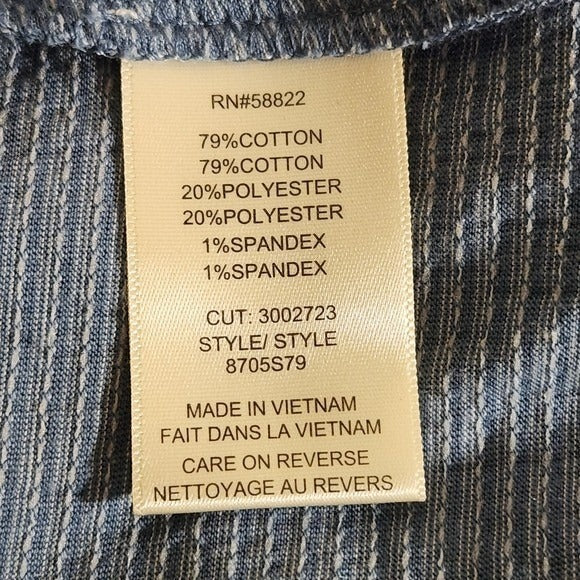 RN#58822
79%COTTON
79%COTTON
20%POLYESTER
20%POLYESTER
1%SPANDEX
1%SPANDEX
CUT: 3002723
STYLE/ STYLE
8705S79
MADE IN VIETNAM
FAIT DANS LA VIETNAM
CARE ON REVERSE
NETTOYAGE AU REVERS